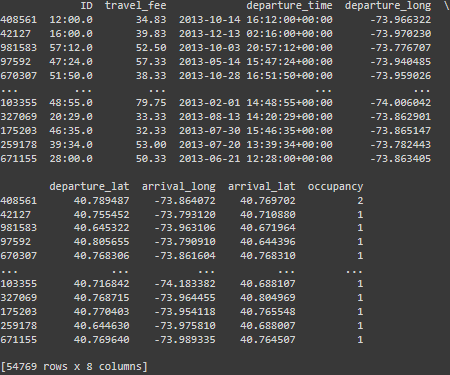 ID travel_fee departure_time departure_long \
408561 12:00.0 34.83 2013-10-14 16:12:00+00:00 -73.966322
42127 16:00.0 39.83 2013-12-13 02:16:00+00:00 -73.970230
981583 57:12.0 52.50 2013-10-03 20:57:12+00:00 -73.776707
97592 47:24.0 57.33 2013-05-14 15:47:24+00:00 -73.940485
670307 51:50.0 38.33 2013-10-28 16:51:50+00:00 -73.959026
... ... ... ... ...
103355 48:55.0 79.75 2013-02-01 14:48:55+00:00 -74.006042
327069 20:29.0 33.33 2013-08-13 14:20:29+00:00 -73.862901
175203 46:35.0 32.33 2013-07-30 15:46:35+00:00 -73.865147
259178 39:34.0 53.00 2013-07-20 13:39:34+00:00 -73.782443
671155 28:00.0 50.33 2013-06-21 12:28:00+00:00 -73.863405
departure_lat arrival_long arrival_lat occupancy
408561 40.789487 -73.864072 40.769702 2
42127 40.755452 -73.793120 40.710880 1
981583 40.645322 -73.963106 40.671964 1
97592 40.805655 -73.790910 40.644396 1
670307 40.768306 -73.861604 40.768310 1
... ... ... ... ...
103355 40.716842 -74.183382 40.688107 1
327069 40.768715 -73.964455 40.804969 1
175203 40.770403 -73.954118 40.765548 1
259178 40.644630 -73.975810 40.688007 1
671155 40.769640 -73.989335 40.764507 1
[54769 rows x 8 columns]